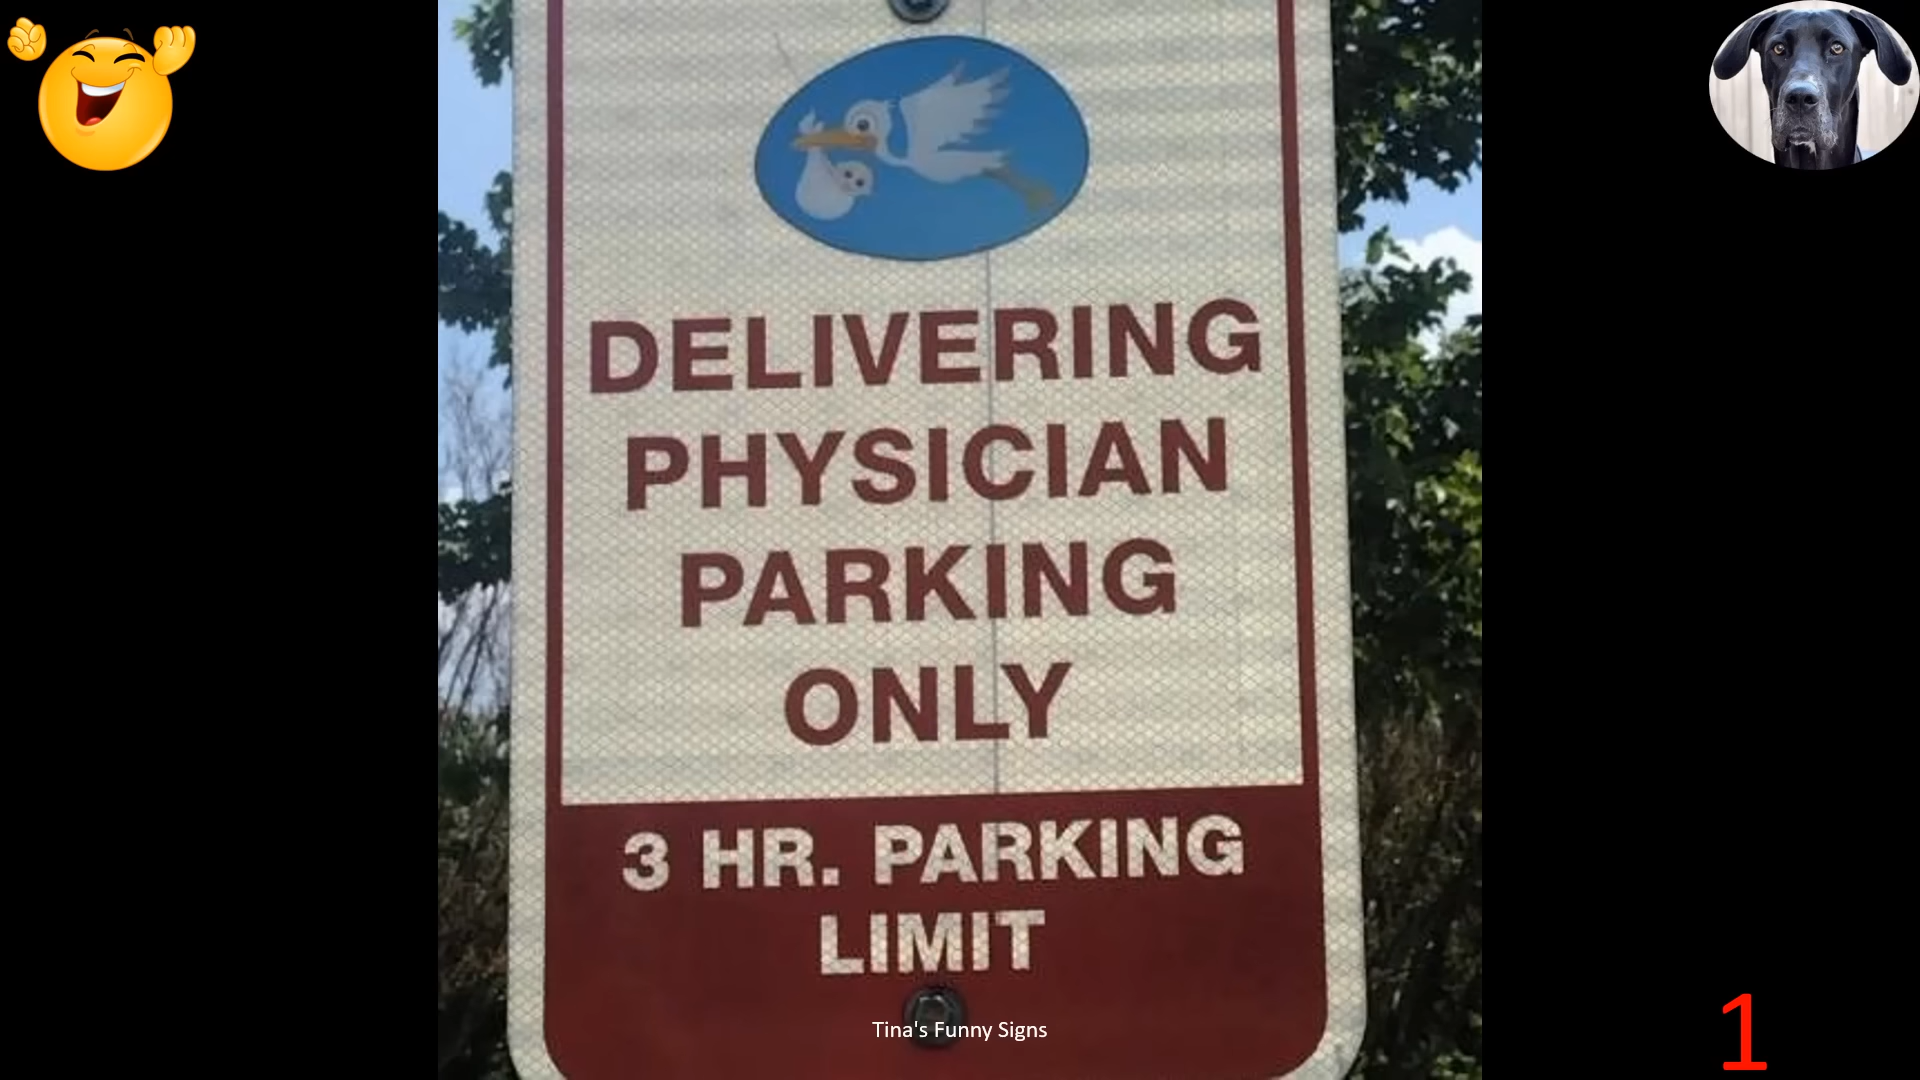 DELIVERING
PHYSICIAN
PARKING
ONLY
3 HR. PARKING
LIMIT
Tina's Funny Signs
1